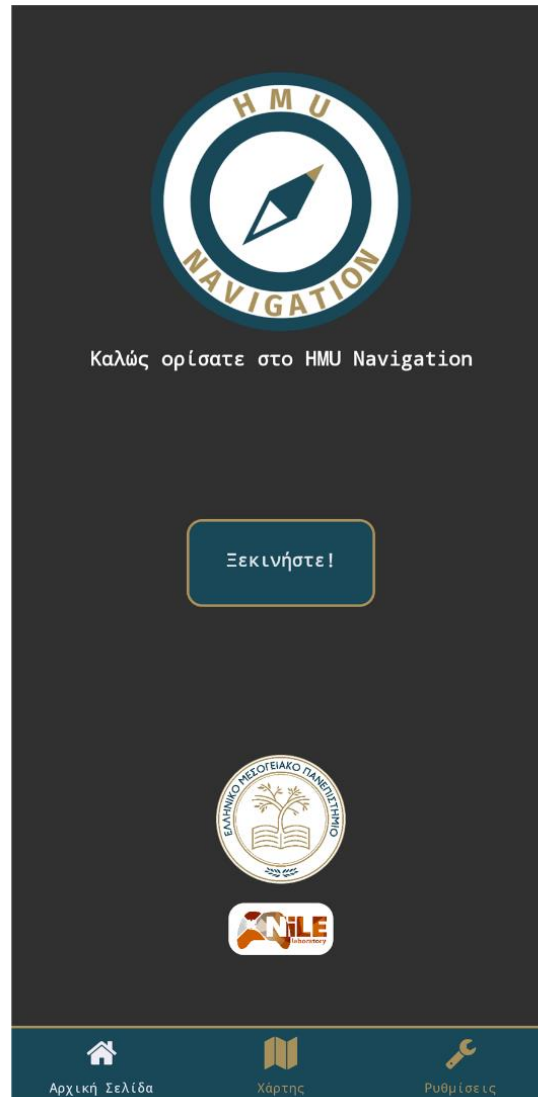 HMU
NAVIGATION
Καλώς ορίσατε στο HMU Navigation
Ξεκινήστε!
ΕΛΛΗΝΙΚΟ ΜΕΣΟΓΕΙΑΚΟ ΠΑΝΕΠΙΣΤΗΜΙΟ
NiLE
laboratory
Αρχική Σελίδα
Χάρτης
Ρυθμίσεις